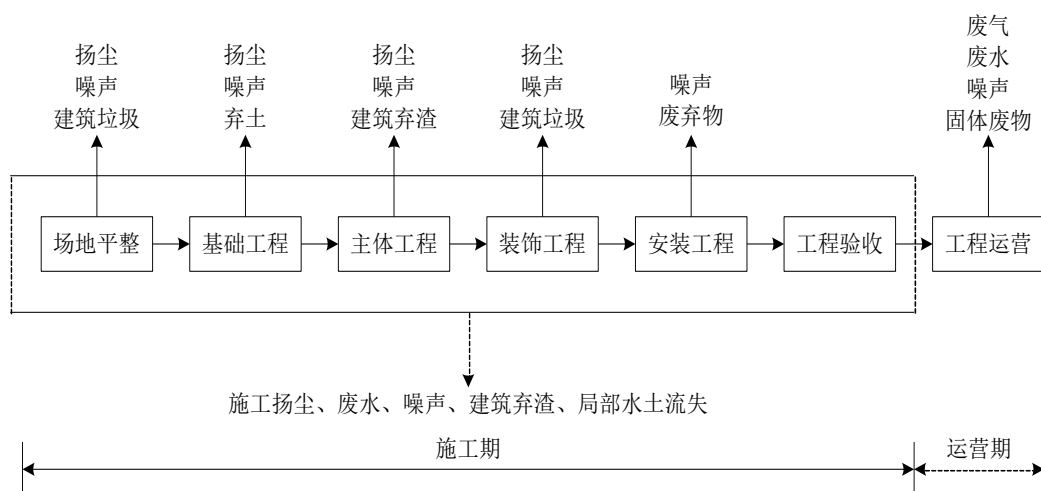 扬尘
噪声
建筑垃圾
扬尘
噪声
弃土
扬尘
噪声
建筑弃渣
扬尘
噪声
建筑垃圾
噪声
废弃物
废气
废水
噪声
固体废物
场地平整
基础工程
主体工程
装饰工程
安装工程
工程验收
工程运营
施工扬尘、废水、噪声、建筑弃渣、局部水土流失
施工期
运营期